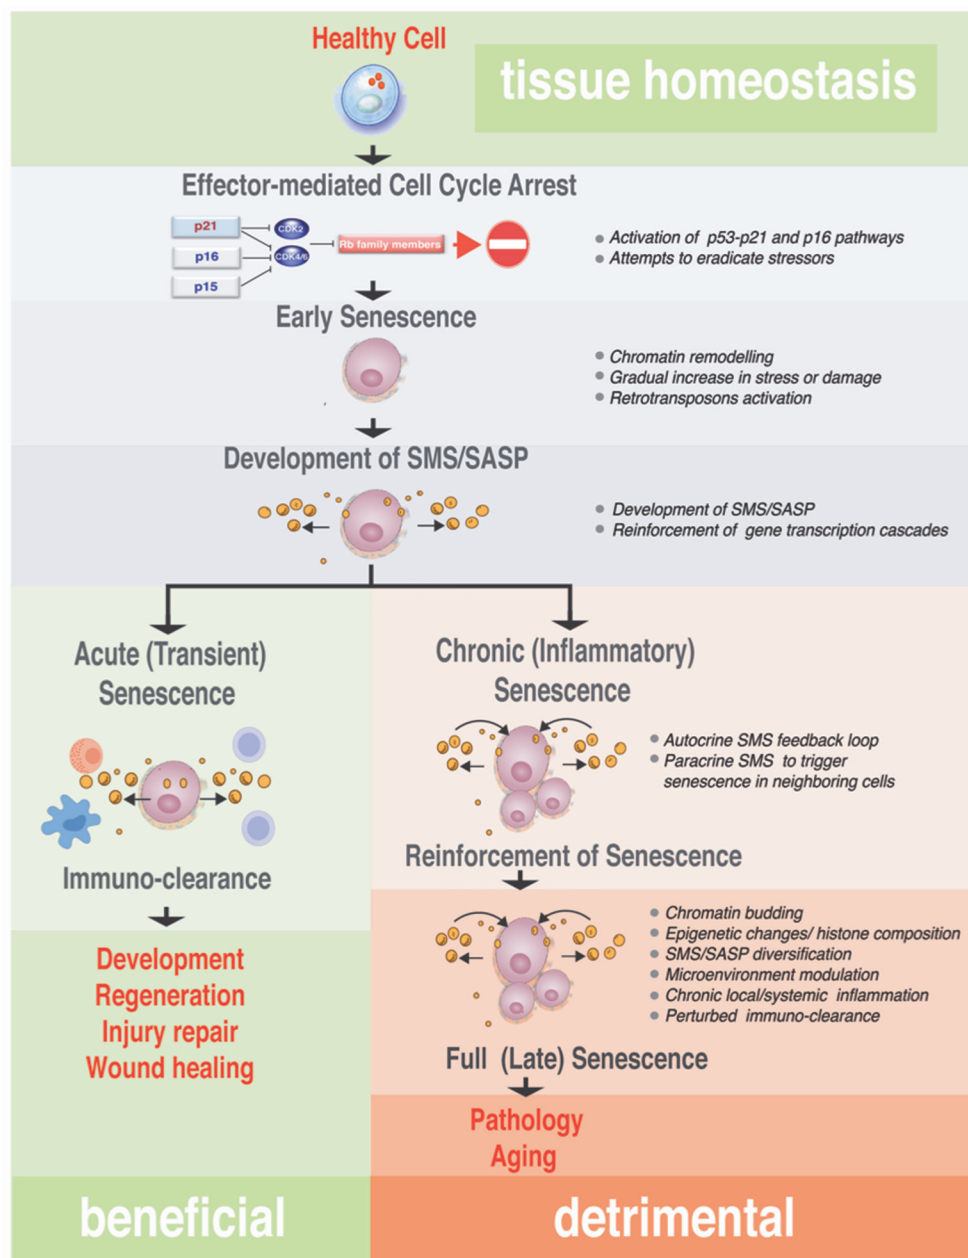 Healthy Cell
tissue homeostasis
Effector-mediated Cell Cycle Arrest
p21
CDK2
Rb family members
p16
CDK4/6
p15
• Activation of p53-p21 and p16 pathways
• Attempts to eradicate stressors
Early Senescence
• Chromatin remodelling
• Gradual increase in stress or damage
• Retrotransposons activation
Development of SMS/SASP
• Development of SMS/SASP
• Reinforcement of gene transcription cascades
Acute (Transient)
Senescence
Immuno-clearance
Development
Regeneration
Injury repair
Wound healing
beneficial
Chronic (Inflammatory)
Senescence
• Autocrine SMS feedback loop
• Paracrine SMS to trigger
senescence in neighboring cells
Reinforcement of Senescence
• Chromatin budding
• Epigenetic changes/ histone composition
• SMS/SASP diversification
• Microenvironment modulation
• Chronic local/systemic inflammation
• Perturbed immuno-clearance
Full (Late) Senescence
Pathology
Aging
detrimental